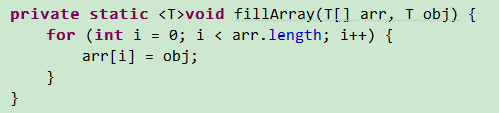 private static <T>void fillArray(T[] arr, T obj) {
    for (int i = 0; i < arr.length; i++) {
        arr[i] = obj;
    }
}